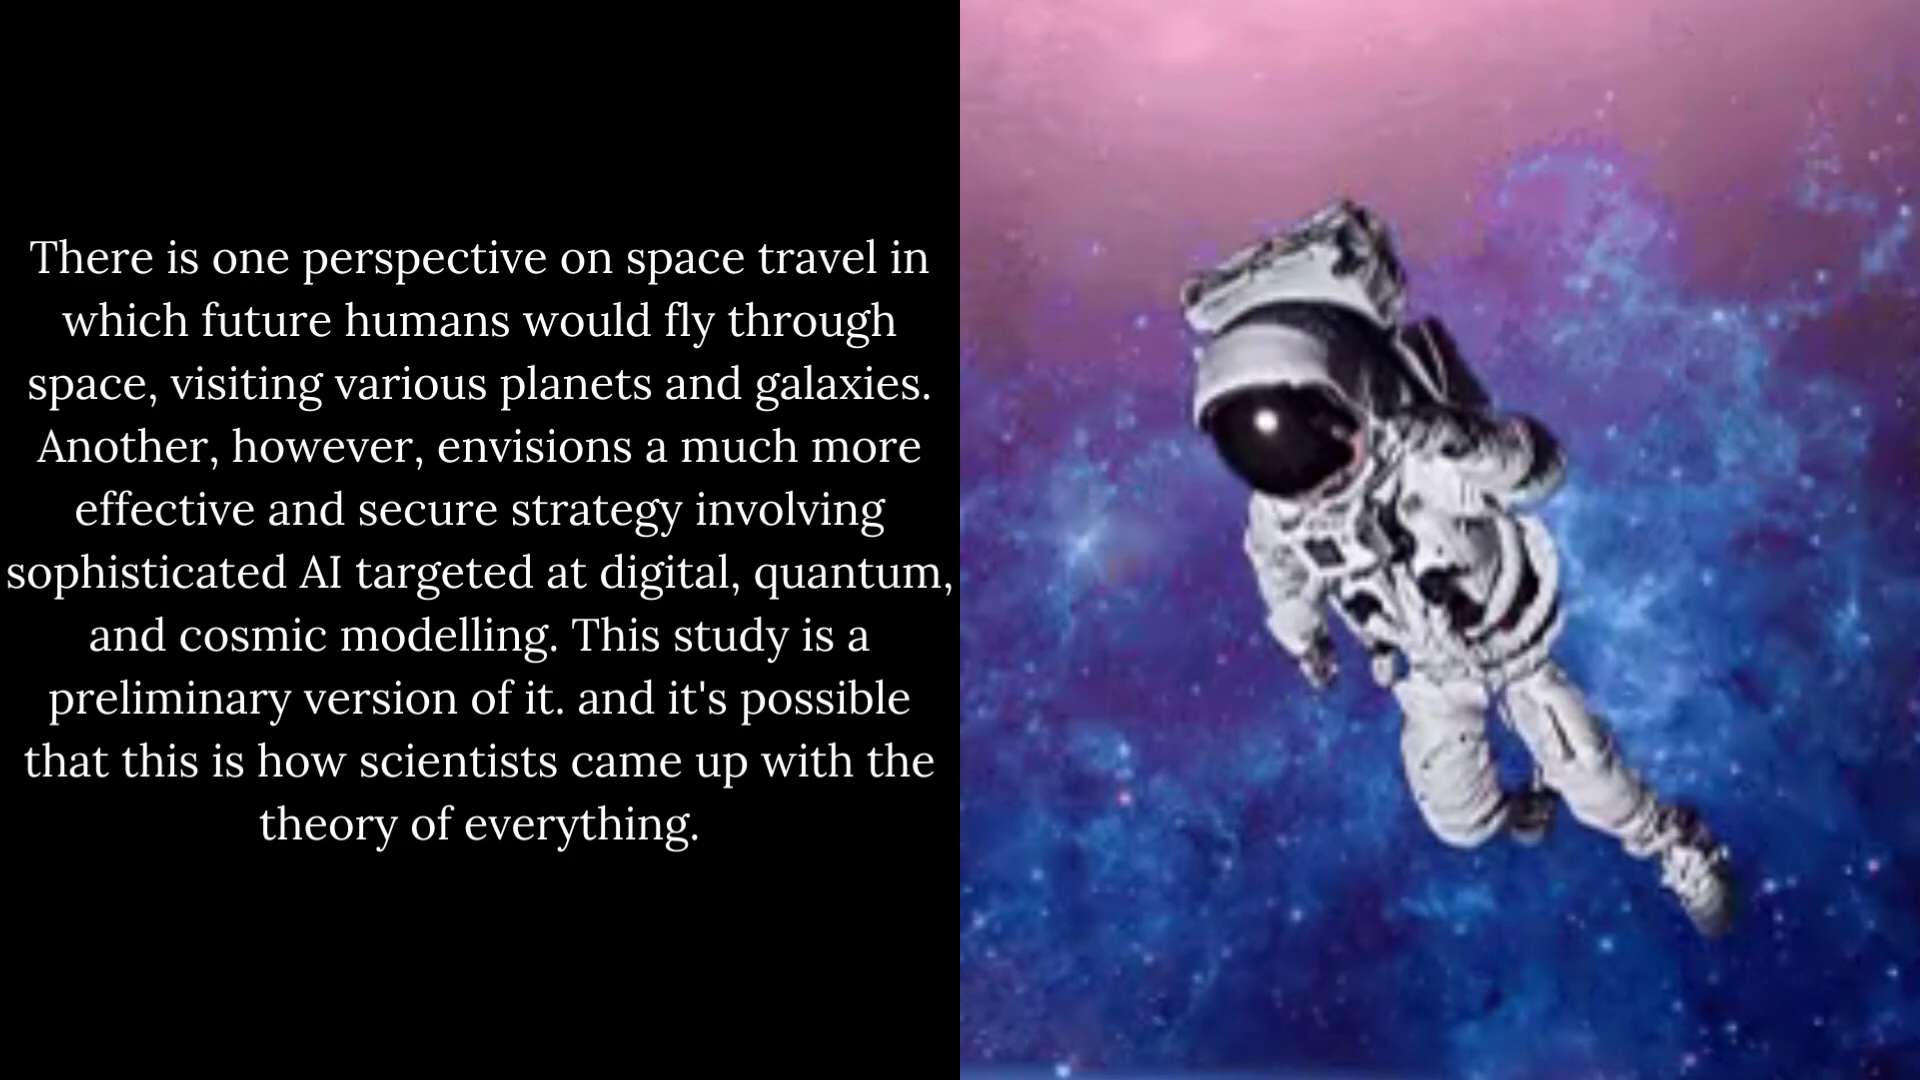 There is one perspective on space travel in
which future humans would fly through
space, visiting various planets and galaxies.
Another, however, envisions a much more
effective and secure strategy involving
sophisticated AI targeted at digital, quantum,
and cosmic modelling. This study is a
preliminary version of it. and it's possible
that this is how scientists came up with the
theory of everything.